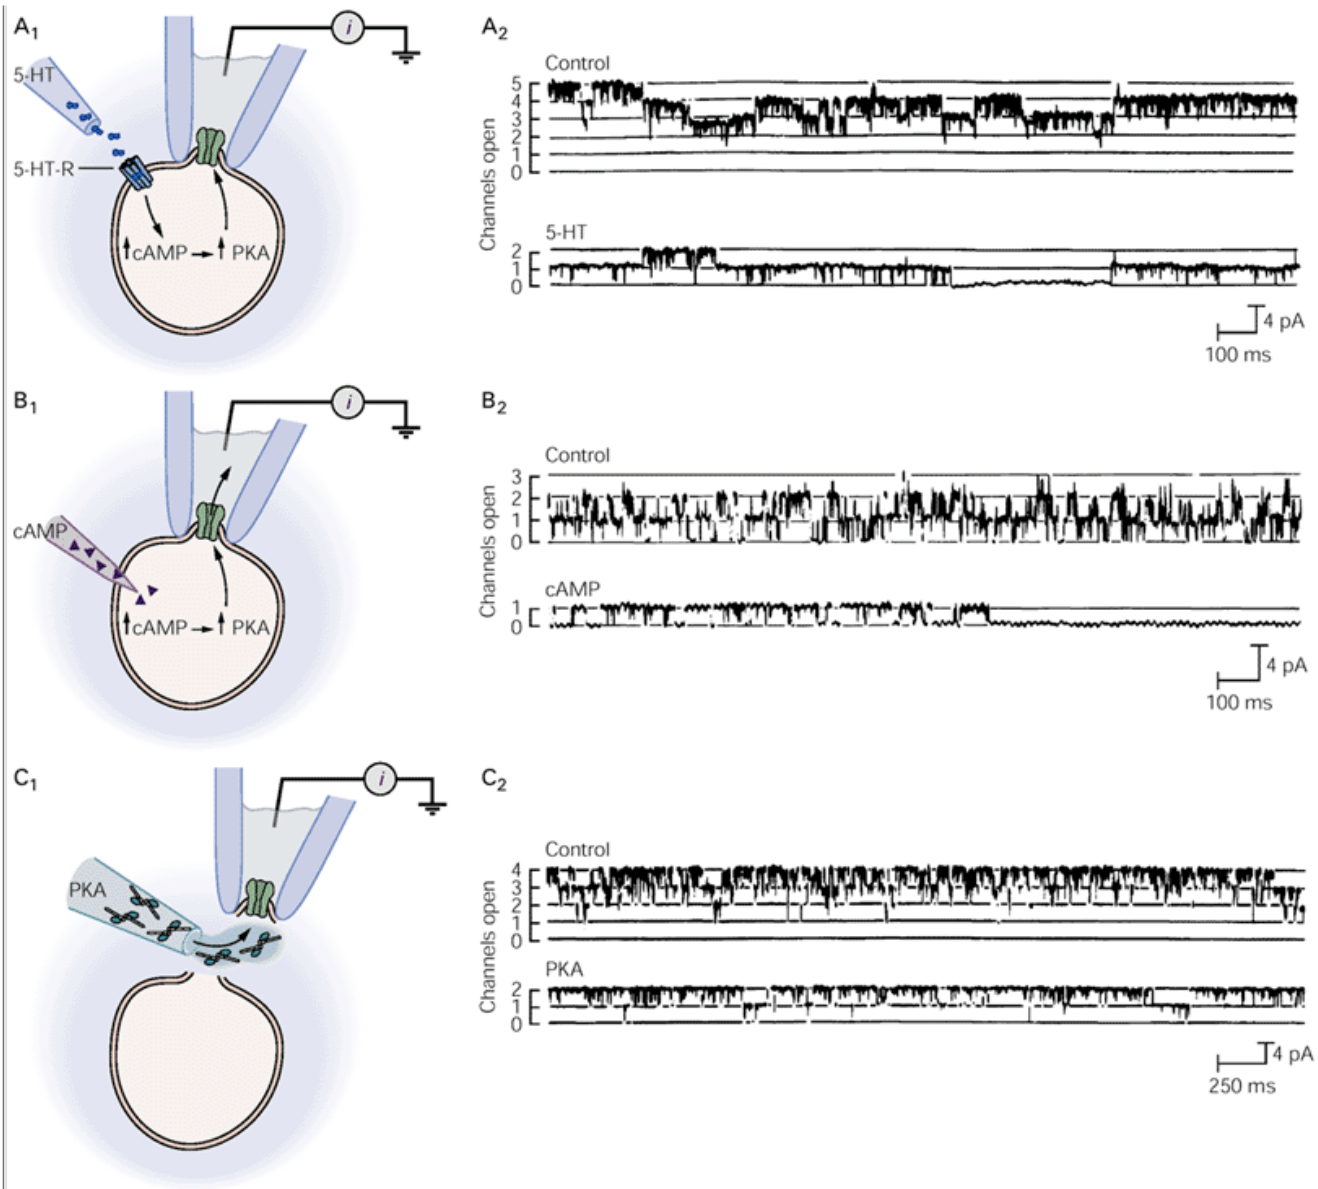 A1
5-HT
5-HT-R
cAMP
PKA
i
A2
Control
Channels open
5
4
3
2
1
0
5-HT
2
1
0
4 pA
100 ms
B1
cAMP
cAMP
PKA
i
B2
Control
Channels open
3
2
1
0
cAMP
1
0
4 pA
100 ms
C1
PKA
i
C2
Control
Channels open
4
3
2
1
0
PKA
2
1
0
4 pA
250 ms